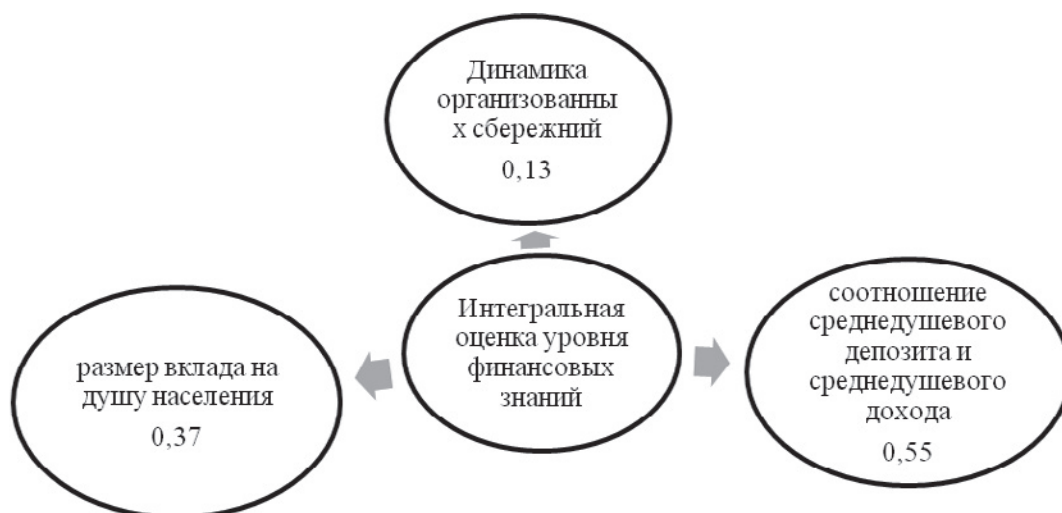 Динамика
организованны
х сбережний
0,13
Интегральная
оценка уровня
финансовых
знаний
размер вклада на
душу населения
0,37
соотношение
среднедушевого
депозита и
среднедушевого
дохода
0,55